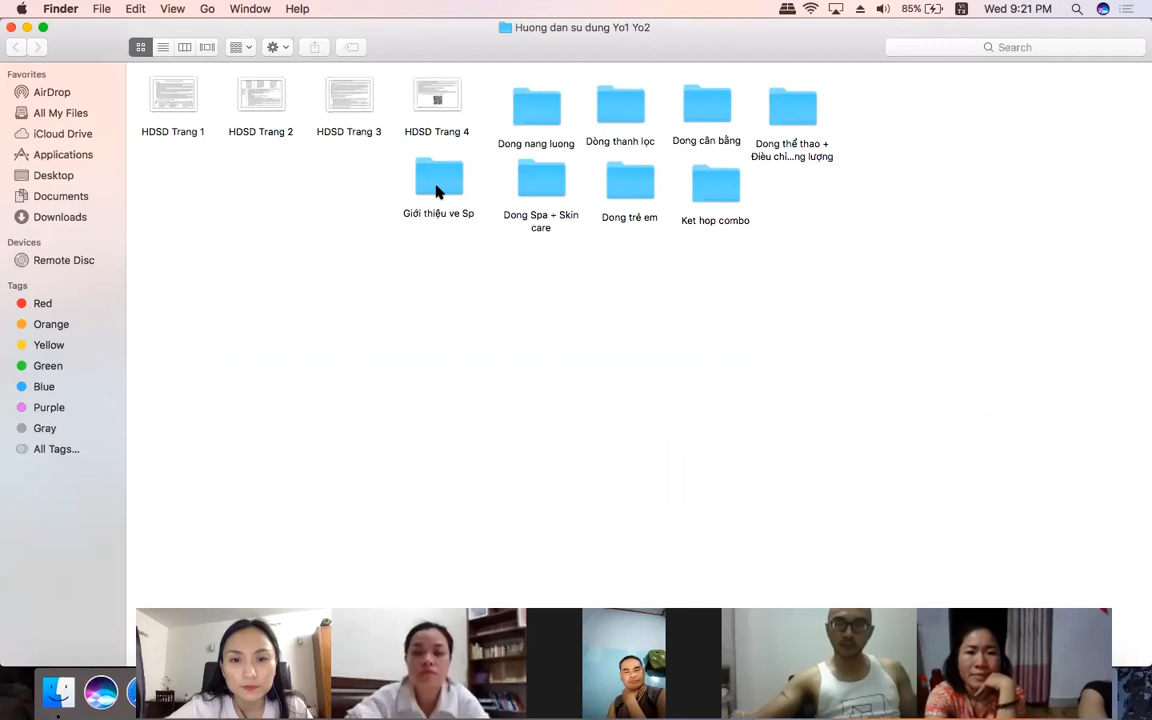 Finder File Edit View Go Window Help
85% VI TX Wed 9:21 PM
Huong dan su dung Yo1 Yo2
Search
Favorites
AirDrop
All My Files
iCloud Drive
Applications
Desktop
Documents
Downloads
Devices
Remote Disc
Tags
Red
Orange
Yellow
Green
Blue
Purple
Gray
All Tags...
HDSD Trang 1
HDSD Trang 2
HDSD Trang 3
HDSD Trang 4
Dong nang luong
Dòng thanh lọc
Dong cân bằng
Dong thể thao +
Điều chỉ...ng lượng
Giới thiệu ve Sp
Dong Spa + Skin
care
Dong trẻ em
Ket hop combo